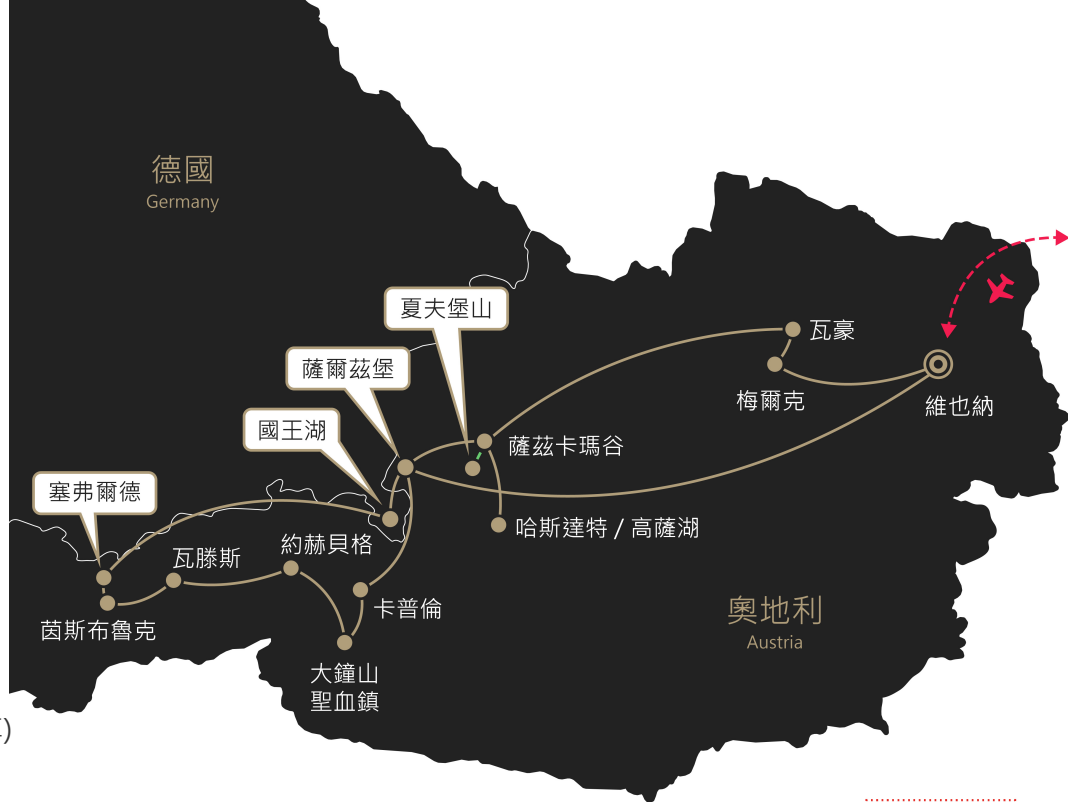 德國
Germany
夏夫堡山
瓦豪
薩爾茲堡
梅爾克
維也納
國王湖
薩茲卡瑪谷
塞弗爾德
哈斯達特 / 高薩湖
約赫貝格
瓦滕斯
卡普倫
奧地利
Austria
茵斯布魯克
大鐘山
聖血鎮
)